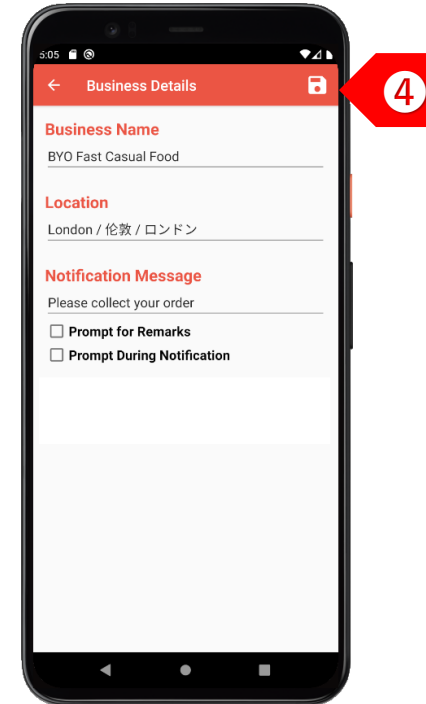 5:05
Business Details
4
Business Name
BYO Fast Casual Food
Location
London / 伦敦 / ロンドン
Notification Message
Please collect your order
Prompt for Remarks
Prompt During Notification